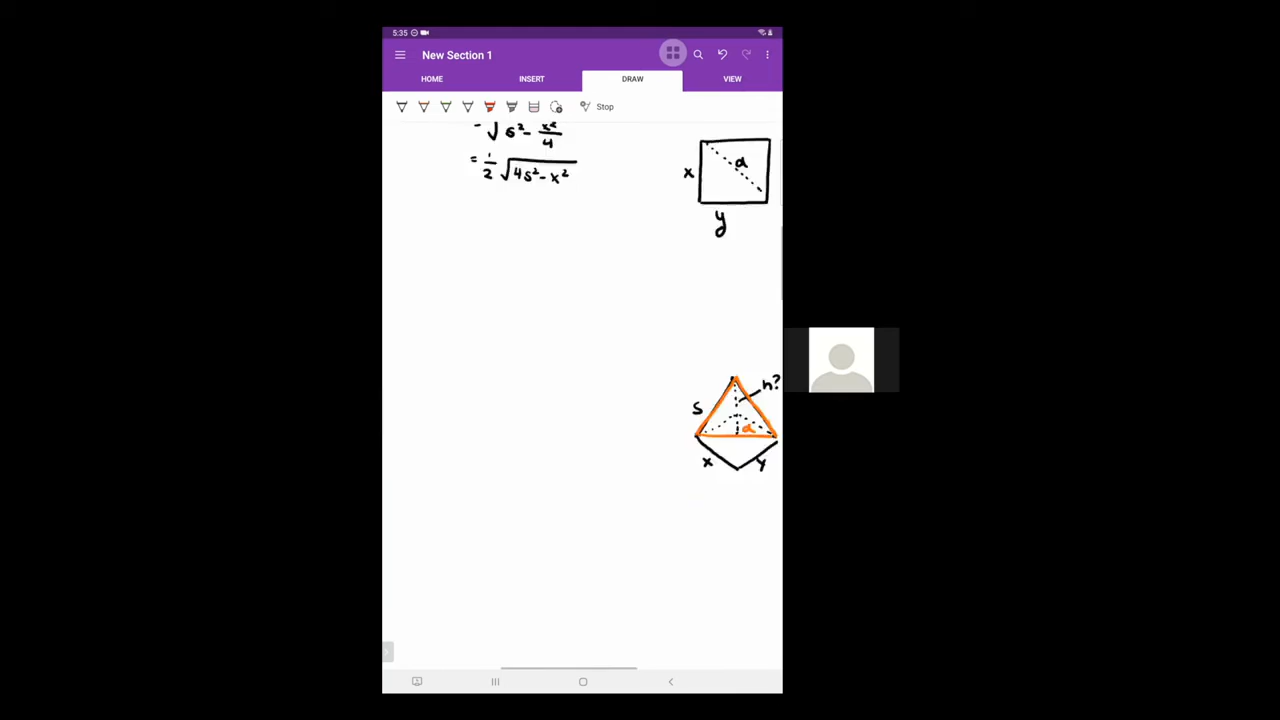 5:35
New Section 1
HOME INSERT DRAW VIEW
Stop
= √s² - x²/4
= 1/2 √4s² - x²
x
a
y
h?
s
a
x
y